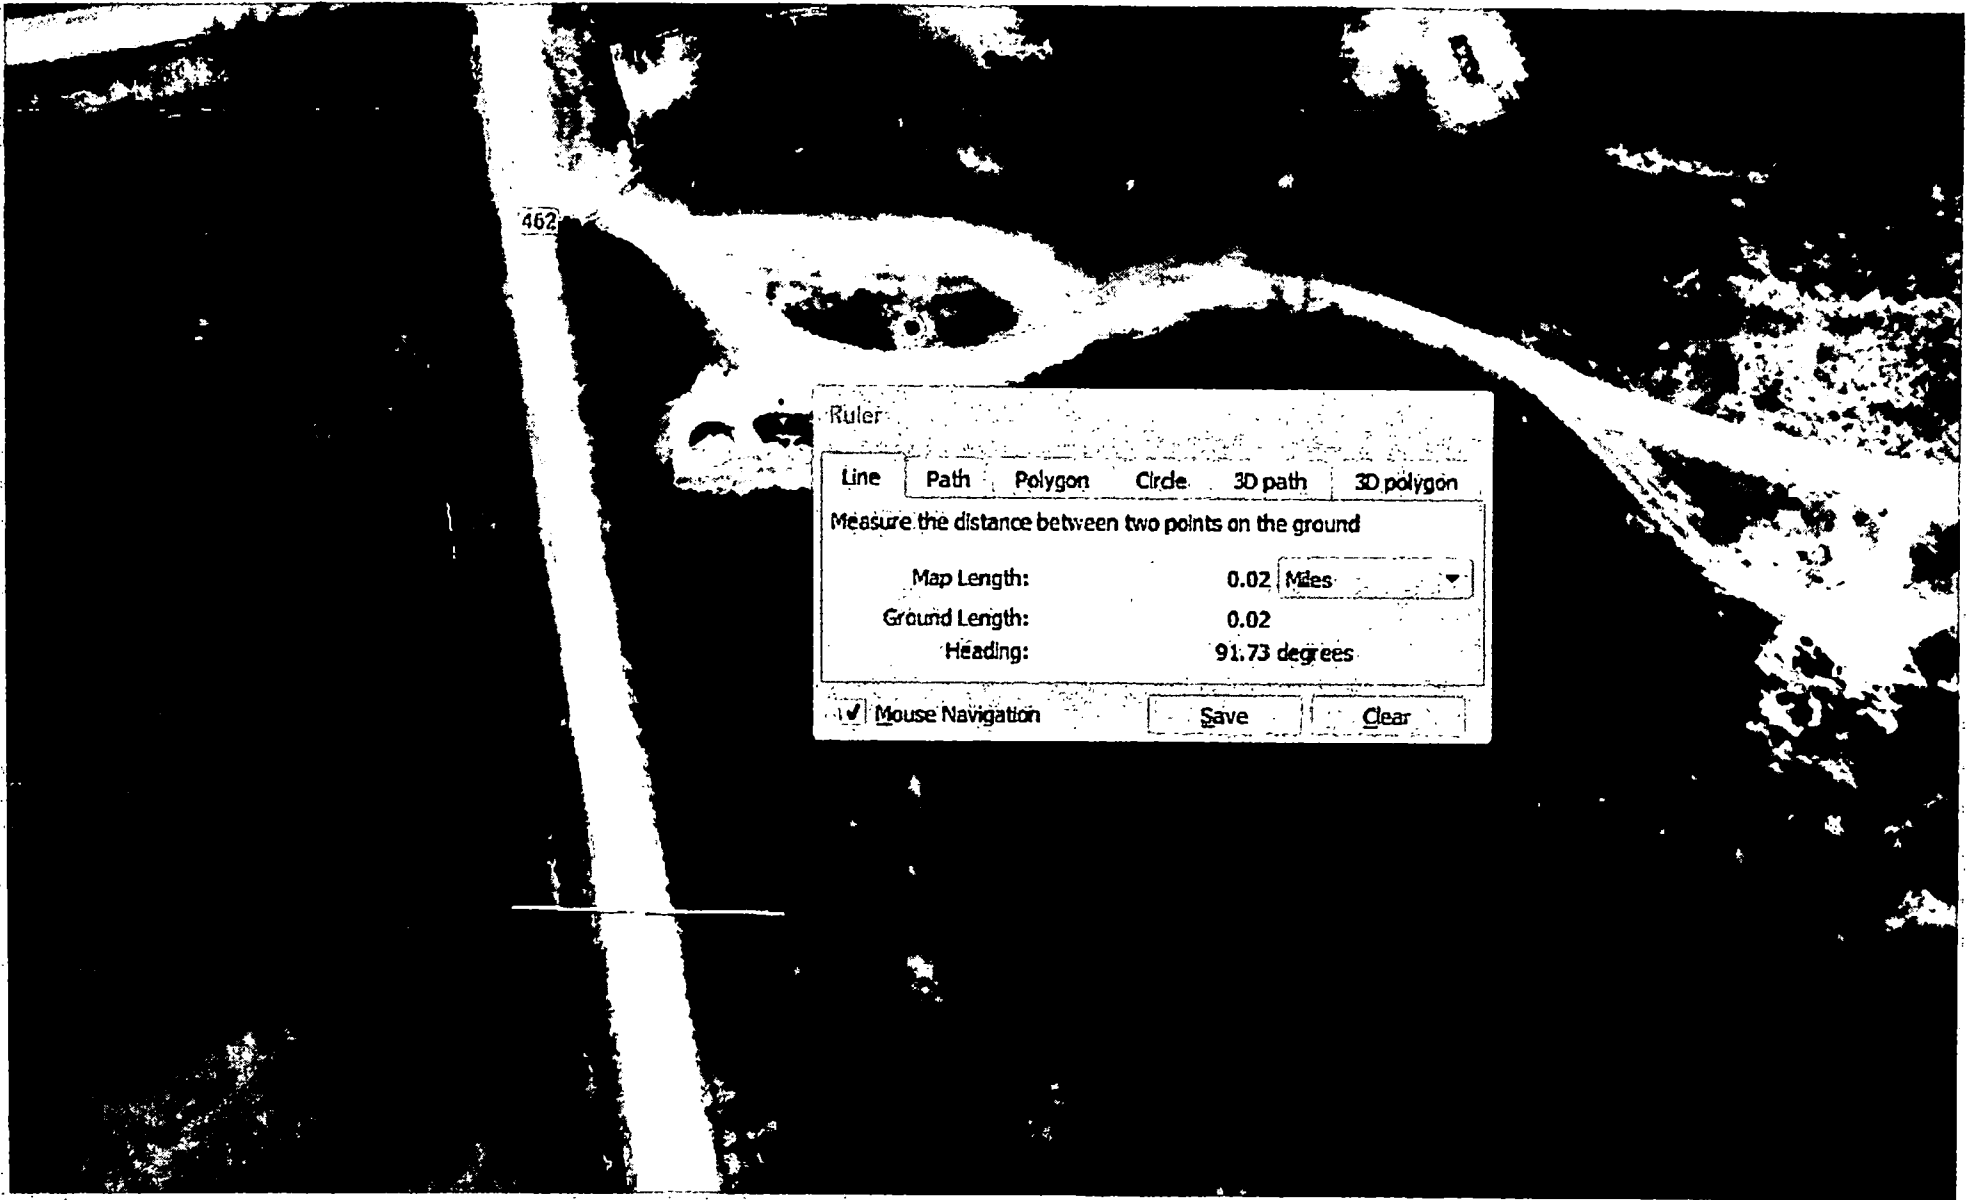 462
Ruler
Line Path Polygon Circle 3D path 3D polygon
Measure the distance between two points on the ground
Map Length: 0.02 Miles
Ground Length: 0.02
Heading: 91.73 degrees
Mouse Navigation Save Clear